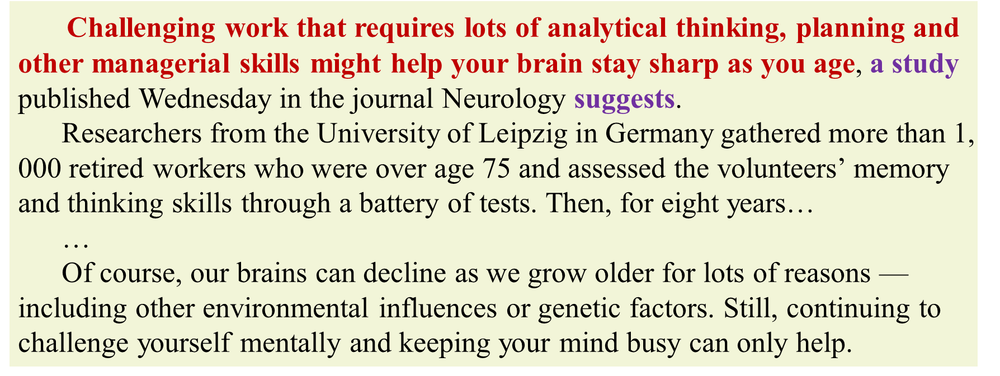 Challenging work that requires lots of analytical thinking, planning and
other managerial skills might help your brain stay sharp as you age, a study
published Wednesday in the journal Neurology suggests.
Researchers from the University of Leipzig in Germany gathered more than 1,
000 retired workers who were over age 75 and assessed the volunteers’ memory
and thinking skills through a battery of tests. Then, for eight years…
…
Of course, our brains can decline as we grow older for lots of reasons —
including other environmental influences or genetic factors. Still, continuing to
challenge yourself mentally and keeping your mind busy can only help.